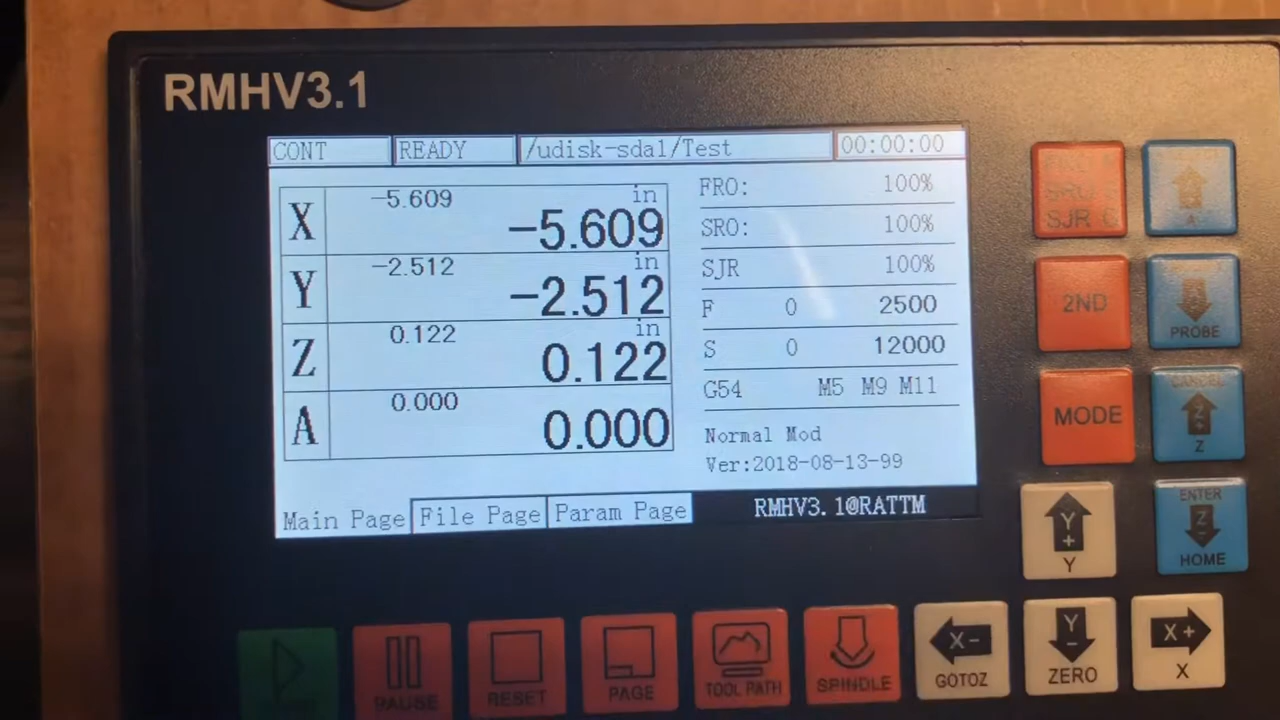 RMHV3.1
CONT READY /udisk-sda1/Test 00:00:00
X -5.609 in -5.609
Y -2.512 in -2.512
Z 0.122 in 0.122
A 0.000 0.000
FRO: 100%
SRO: 100%
SJR 100%
F 0 2500
S 0 12000
G54 M5 M9 M11
Normal Mod
Ver:2018-08-13-99
Main Page File Page Param Page RMHV3.1@RATTM
SJR
A
2ND
PROBE
MODE
CANCEL
Z+
Z
Y+
Y
ENTER
Z-
HOME
PAUSE
RESET
PAGE
TOOL PATH
SPINDLE
X-
GOTOZ
Y-
ZERO
X+
X